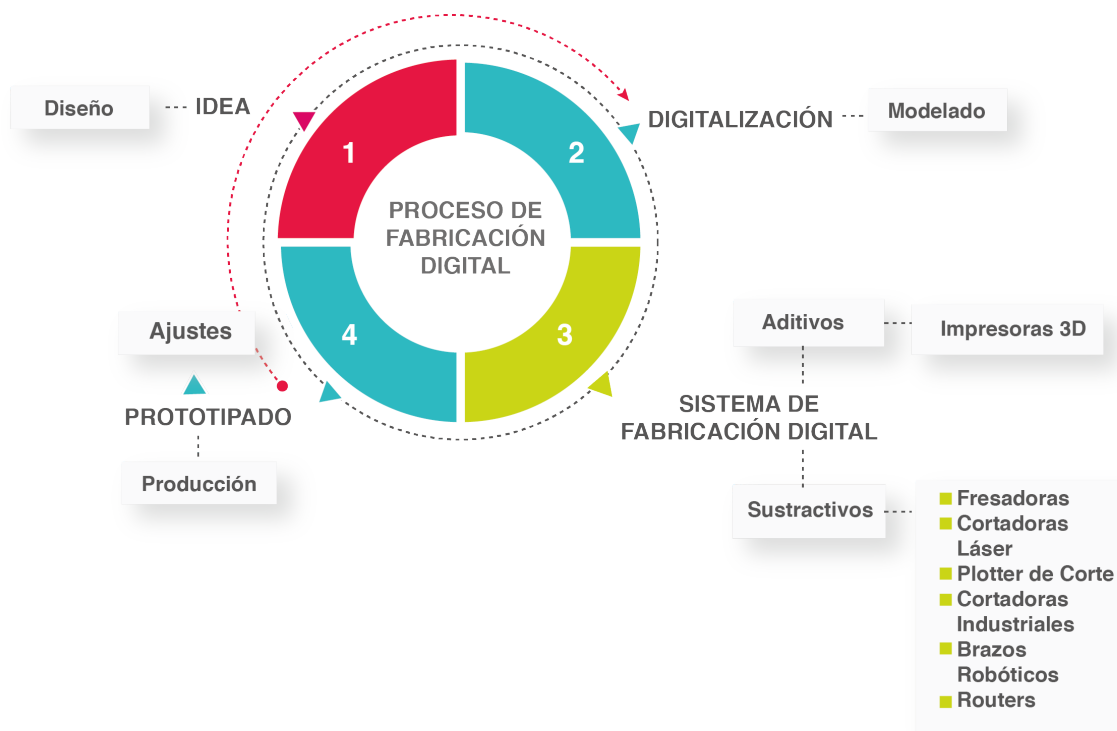 Diseño
IDEA
1
2
DIGITALIZACIÓN
Modelado
PROCESO DE
FABRICACIÓN
DIGITAL
4
3
Ajustes
PROTOTIPADO
Producción
Aditivos
Impresoras 3D
SISTEMA DE
FABRICACIÓN DIGITAL
Sustractivos
Fresadoras
Cortadoras
Láser
Plotter de Corte
Cortadoras
Industriales
Brazos
Robóticos
Routers